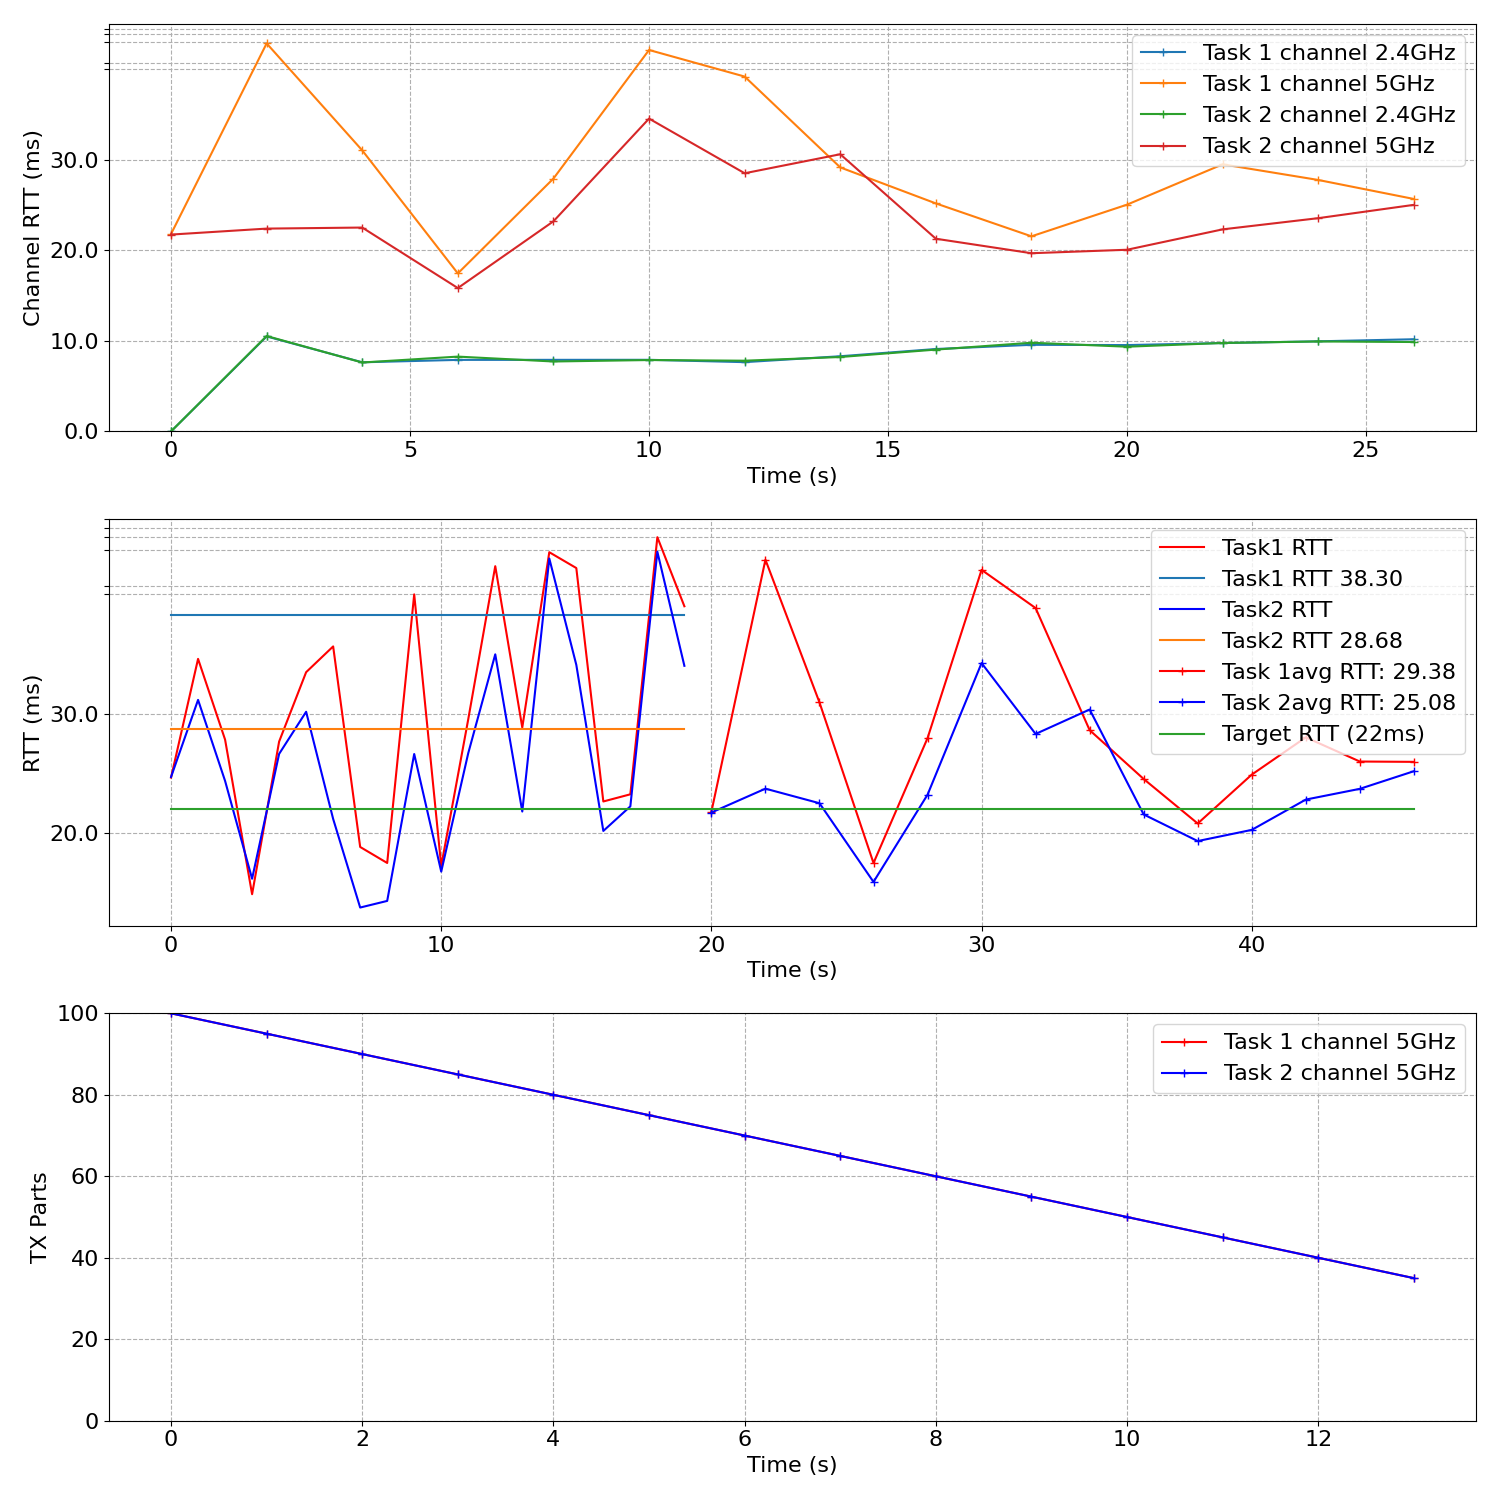 Task 1 channel 2.4GHz
Task 1 channel 5GHz
Task 2 channel 2.4GHz
Task 2 channel 5GHz
Channel RTT (ms)
30.0
20.0
10.0
0.0
0 5 10 15 20 25
Time (s)
Task1 RTT
Task1 RTT 38.30
Task2 RTT
Task2 RTT 28.68
Task 1avg RTT: 29.38
Task 2avg RTT: 25.08
Target RTT (22ms)
RTT (ms)
30.0
20.0
0 10 20 30 40
Time (s)
Task 1 channel 5GHz
Task 2 channel 5GHz
TX Parts
100
80
60
40
20
0
0 2 4 6 8 10 12
Time (s)